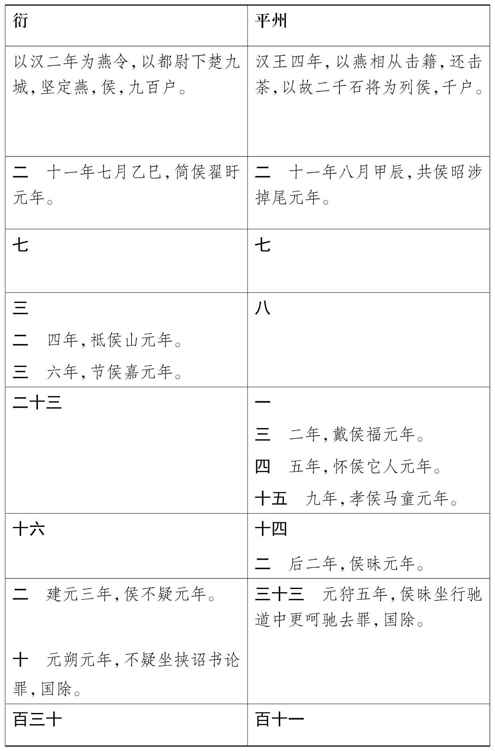 衍
平州
以汉二年为燕令，以都尉下楚九
城，坚定燕，侯，九百户。
汉王四年，以燕相从击籍，还击
荼，以故二千石将为列侯，千户。
二　十一年七月乙巳，简侯翟盱
元年。
二　十一年八月甲辰，共侯昭涉
掉尾元年。
七
七
三
二　四年，祗侯山元年。
三　六年，节侯嘉元年。
八
二十三
一
三　二年，戴侯福元年。
四　五年，怀侯它人元年。
十五　九年，孝侯马童元年。
十六
十四
二　后二年，侯昧元年。
二　建元三年，侯不疑元年。
十　元朔元年，不疑坐挟诏书论
罪，国除。
三十三　元狩五年，侯昧坐行驰
道中更呵驰去罪，国除。
百三十
百十一